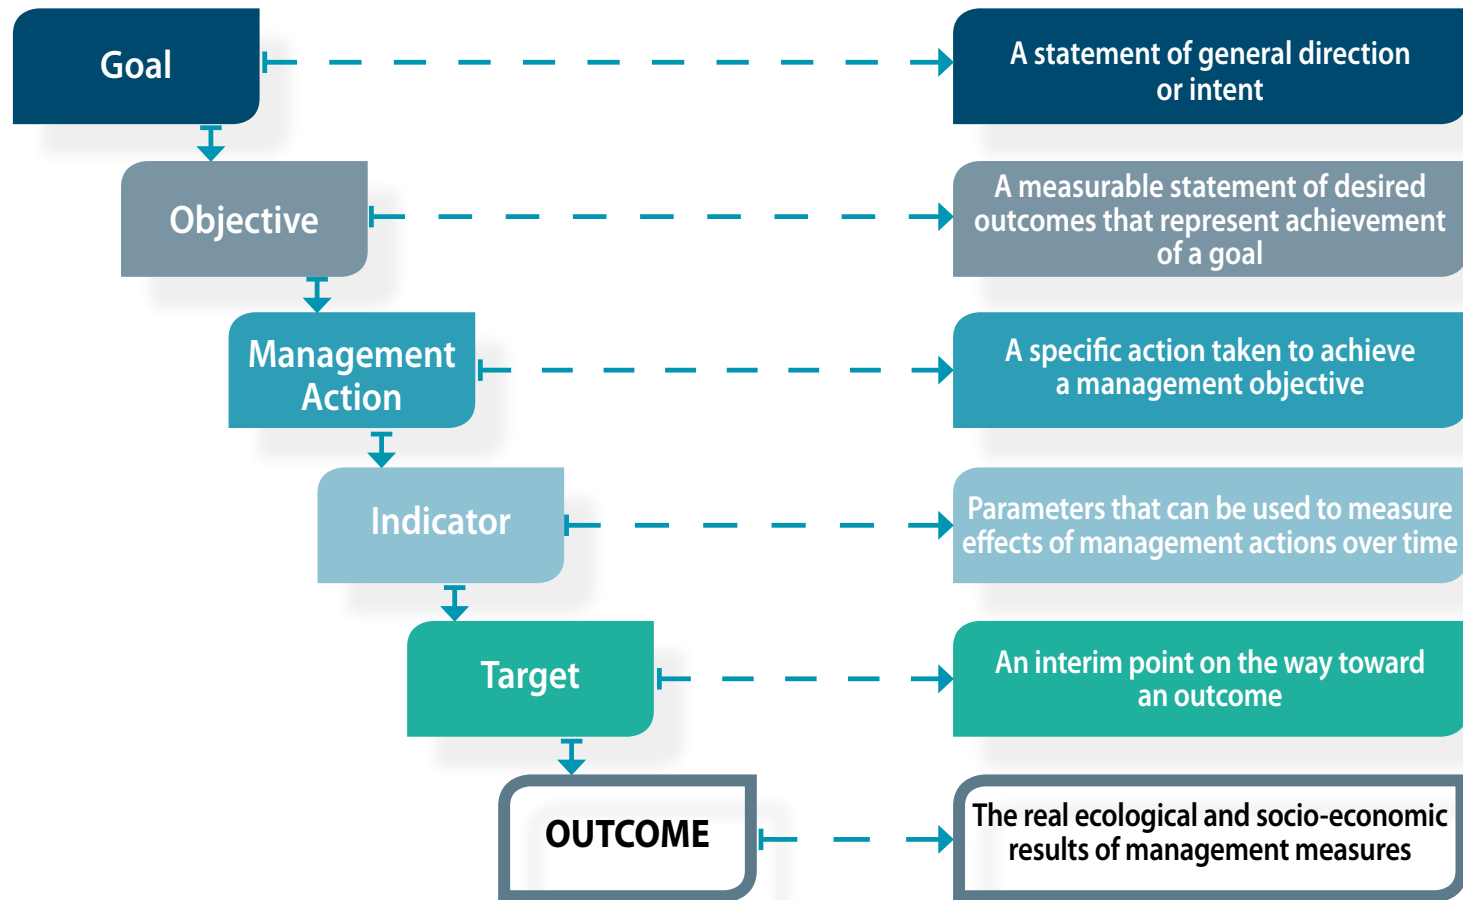 Goal
A statement of general direction
or intent
Objective
A measurable statement of desired
outcomes that represent achievement
of a goal
Management
Action
A specific action taken to achieve
a management objective
Indicator
Parameters that can be used to measure
effects of management actions over time
Target
An interim point on the way toward
an outcome
OUTCOME
The real ecological and socio-economic
results of management measures